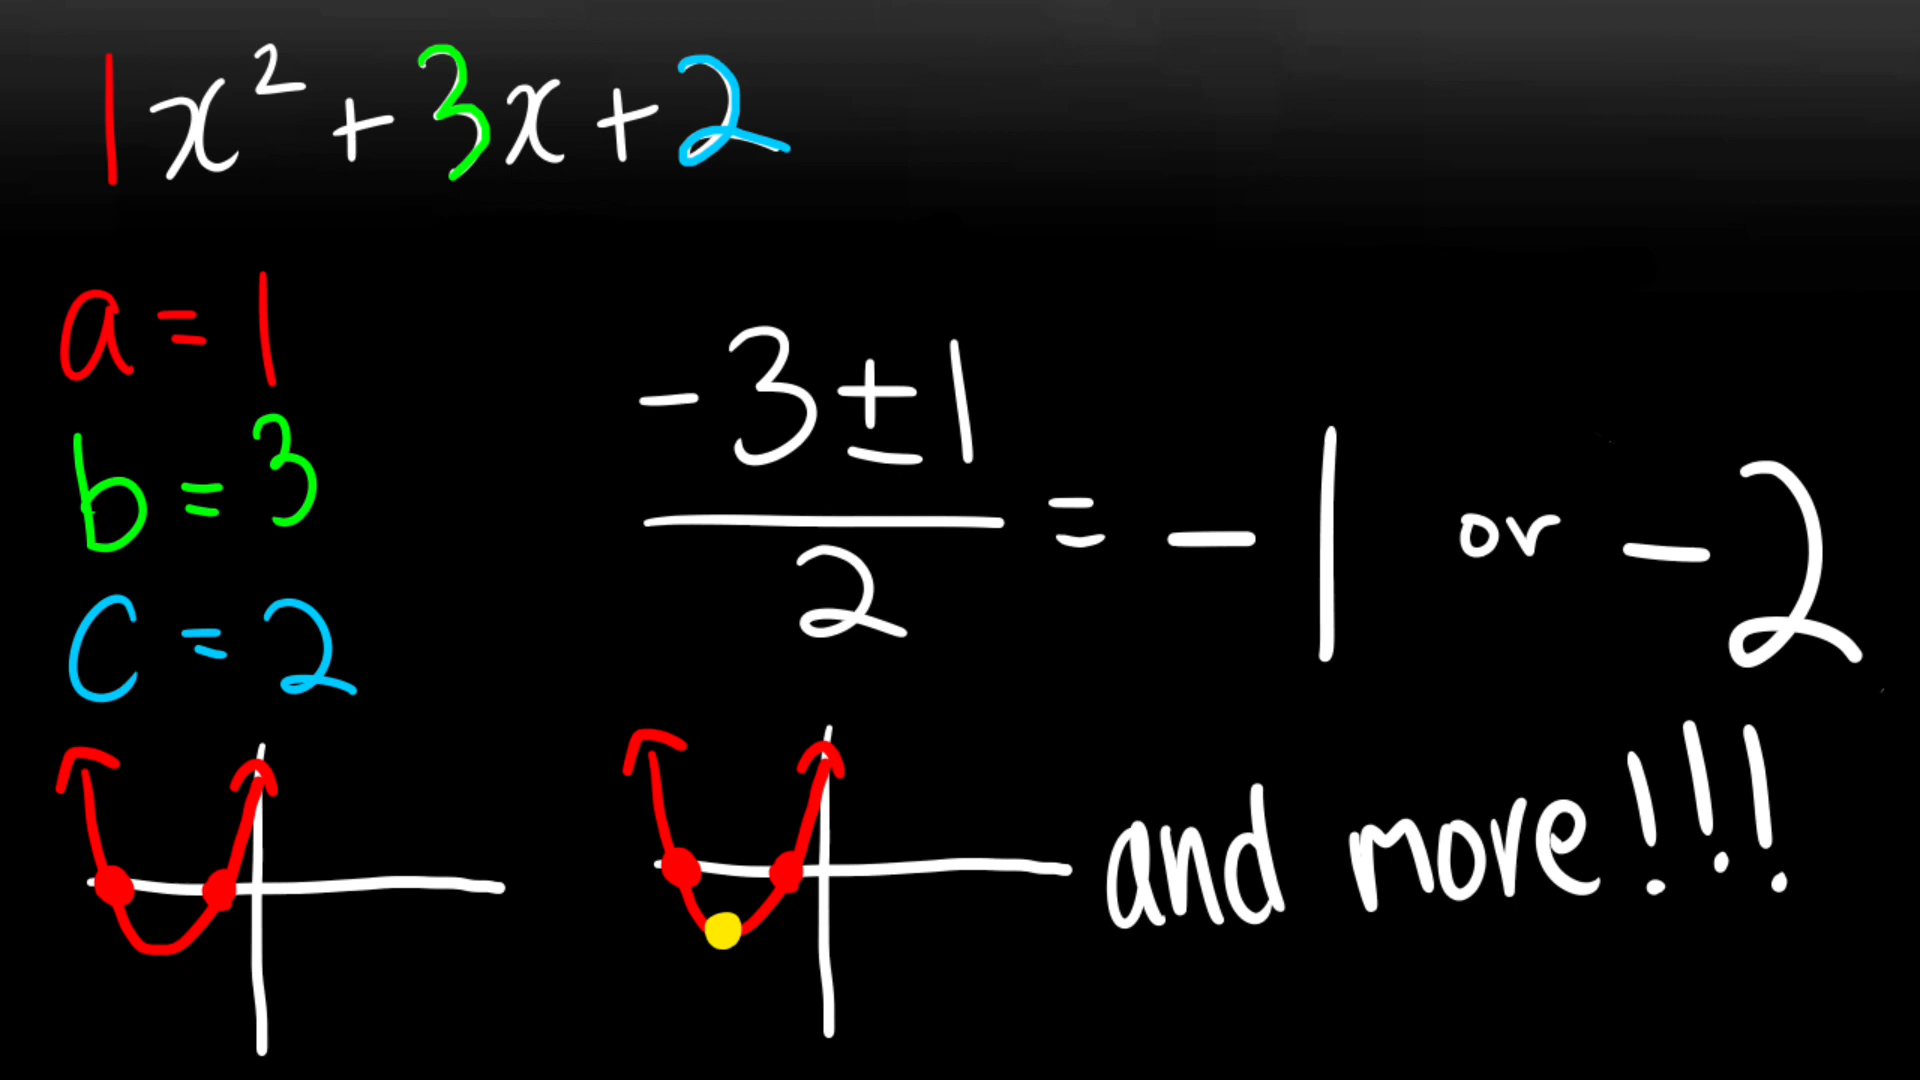 1x² + 3x + 2
a = 1
b = 3
c = 2
-3 ± 1
2
= -1 or -2
and more!!!